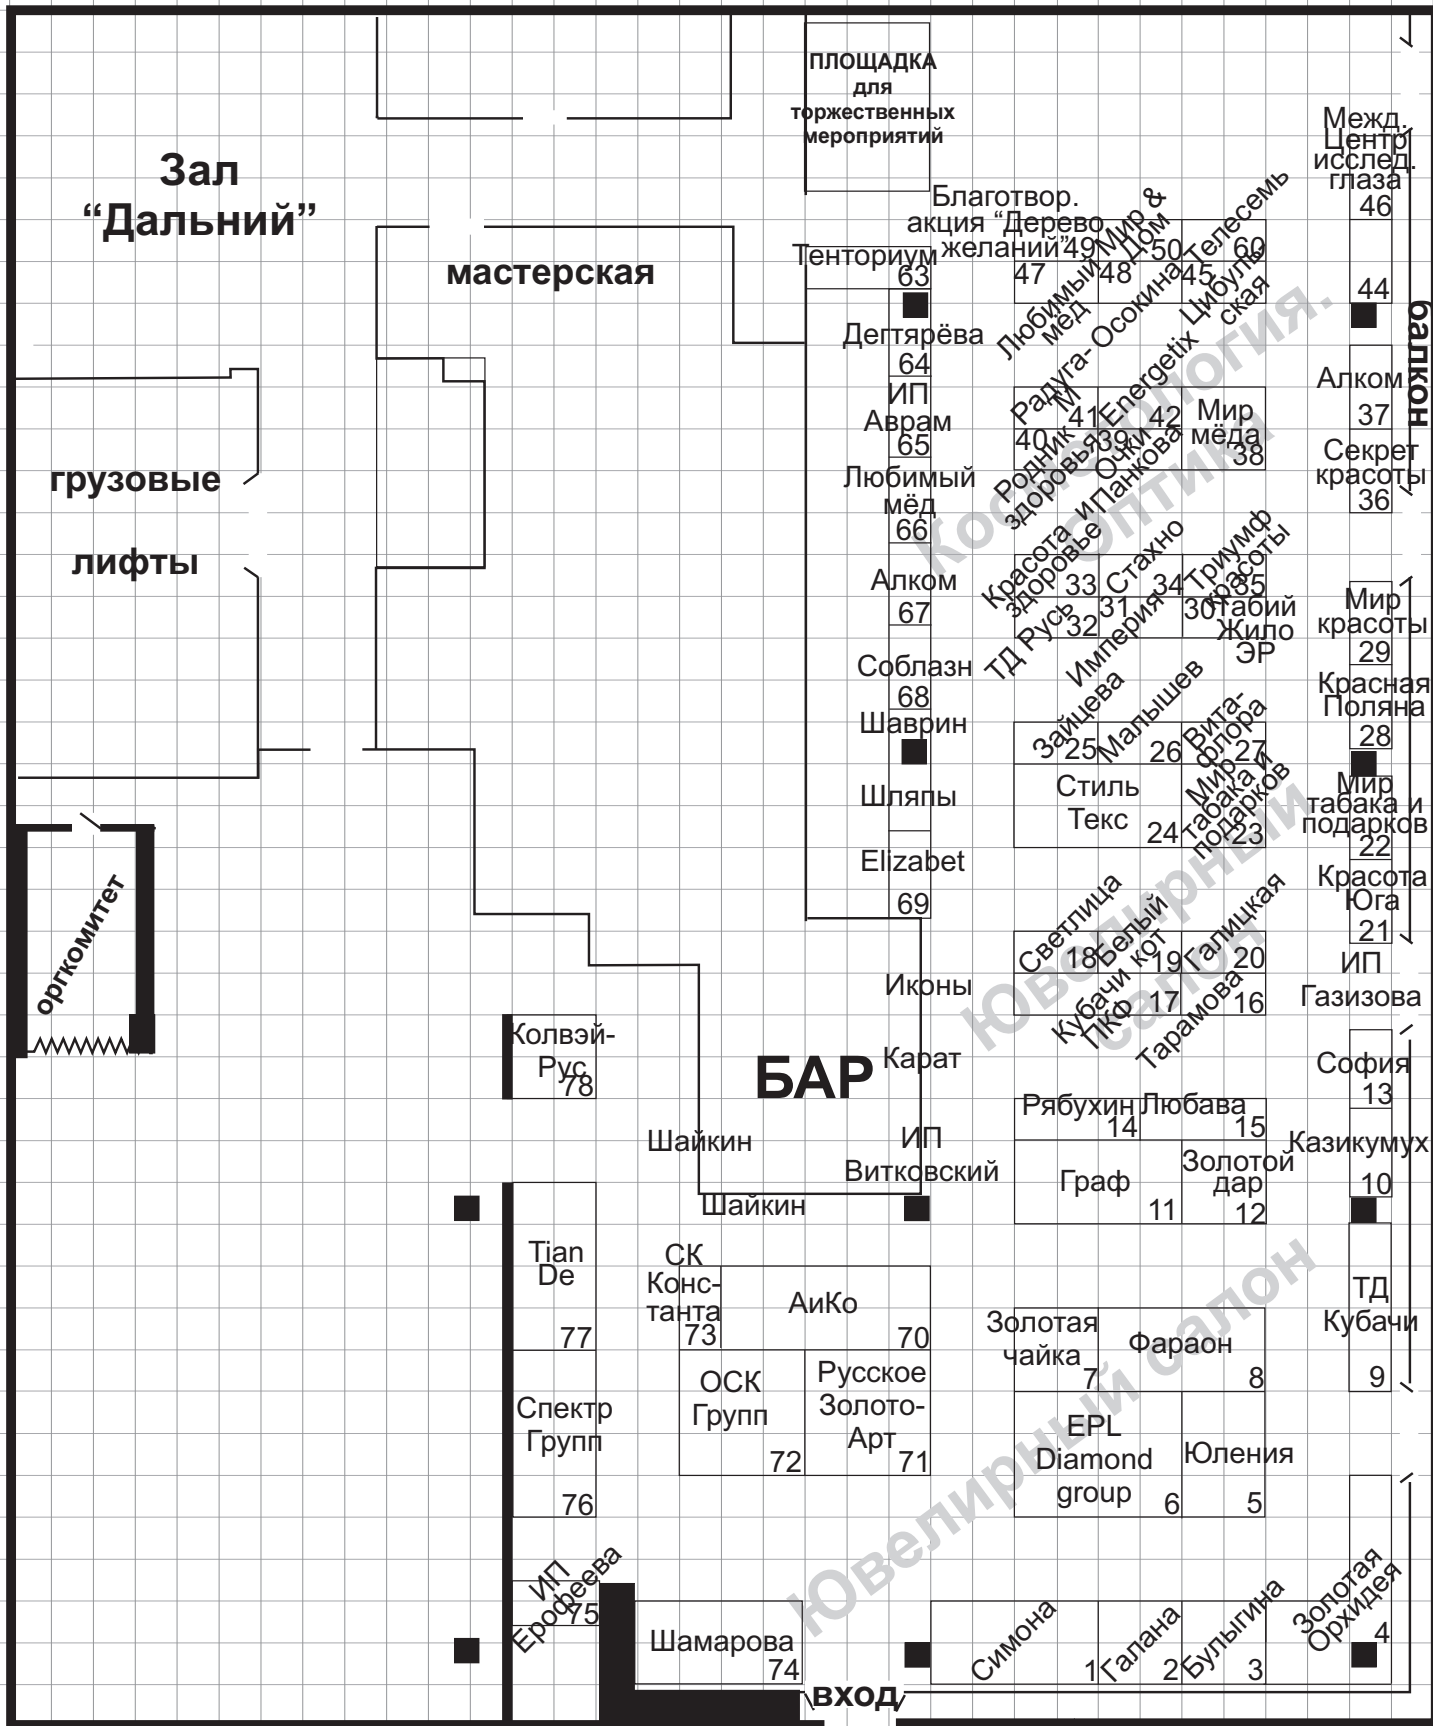 ПЛОЩАДКА
для
торжественных
мероприятий
Зал
“Дальний”
мастерская
грузовые
лифты
оргкомитет
Межд.
Центр
исслед.
глаза
46
44
балкон
Благотвор.
акция “Дерево
желаний”
49
Мир &
Дом
50
Телесемь
60
47
Любимый
мёд
48
Осокина
45
Цибуль
ская
Тенториум
63
Дегтярёва
64
ИП
Аврам
65
Любимый
мёд
66
Алком
67
Соблазн
68
Шаврин
Шляпы
Elizabet
69
Иконы
Карат
ИП
Витковский
БАР
Шайкин
Шайкин
Косметология.
Оптика
Радуга-
М
41
Energetix
42
Мир
мёда
38
40
Родник
здоровья
39
Очки
Панкова
Алком
37
Секрет
красоты
36
Красота и
здоровье
33
Стахно
34
Триумф
красоты
35
ТД Русь
32
31
Империя
30
Табий
Жило
ЭР
Мир
красоты
29
Красная
Поляна
28
Зайцева
25
Малышев
26
Вита-
флора
27
Стиль
Текс
24
Мир
табака и
подарков
23
Мир
табака и
подарков
22
Красота
Юга
21
ИП
Газизова
Ювелирный
салон
Светлица
18
Белый
кот
19
Галицкая
20
Кубачи
ПКФ
17
Тарамова
16
София
13
Казикумух
10
Рябухин
14
Любава
15
Граф
11
Золотой
дар
12
Колвэй-
Рус
78
Tian
De
77
Спектр
Групп
76
ИП
Ерофеева
75
СК
Конс-
танта
73
АиКо
70
ОСК
Групп
72
Русское
Золото-
Арт
71
Ювелирный салон
Золотая
чайка
7
Фараон
8
ТД
Кубачи
9
EPL
Diamond
group
6
Юления
5
Шамарова
74
вход
Симона
1
Галана
2
Булыгина
3
Золотая
Орхидея
4